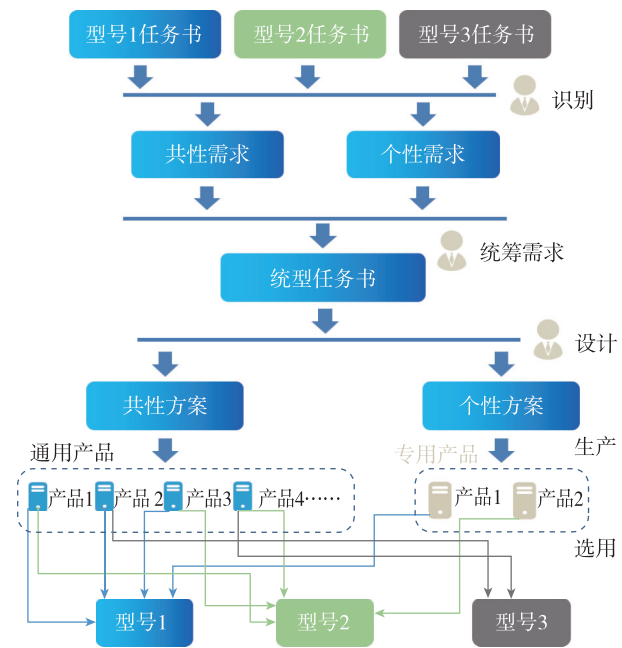 型号1任务书
型号2任务书
型号3任务书
识别
共性需求
个性需求
统筹需求
统型任务书
设计
共性方案
个性方案
生产
通用产品
专用产品
产品1
产品2
产品3
产品4……
产品1
产品2
选用
型号1
型号2
型号3